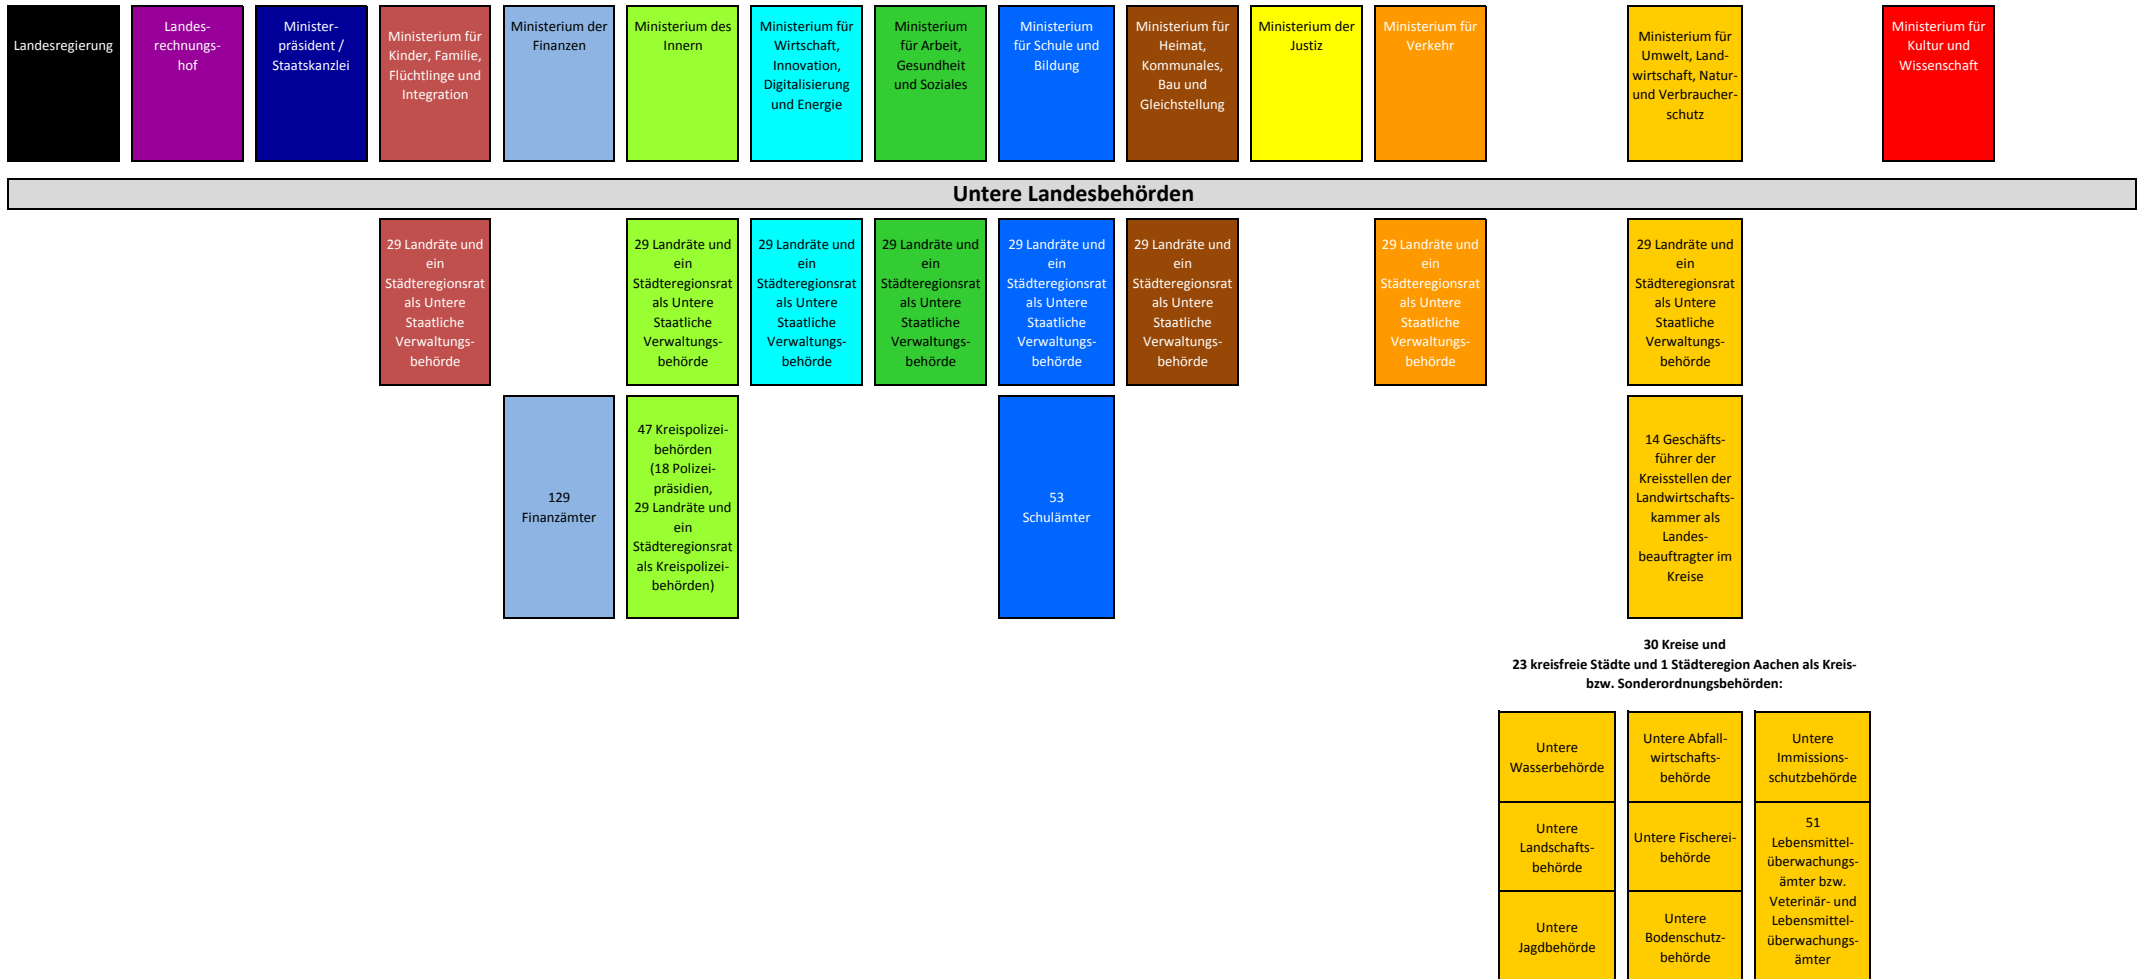 Landesregierung
Landes-
rechnungs-
hof
Minister-
präsident /
Staatskanzlei
Ministerium für
Kinder, Familie,
Flüchtlinge und
Integration
Ministerium der
Finanzen
Ministerium des
Innern
Ministerium für
Wirtschaft,
Innovation,
Digitalisierung
und Energie
Ministerium
für Arbeit,
Gesundheit
und Soziales
Ministerium
für Schule und
Bildung
Ministerium für
Heimat,
Kommunales,
Bau und
Gleichstellung
Ministerium der
Justiz
Ministerium für
Verkehr
Ministerium für
Umwelt, Land-
wirtschaft, Natur-
und Verbraucher-
schutz
Ministerium für
Kultur und
Wissenschaft
Untere Landesbehörden
29 Landräte und
ein
Städteregionsrat
als Untere
Staatliche
Verwaltungs-
behörde
29 Landräte und
ein
Städteregionsrat
als Untere
Staatliche
Verwaltungs-
behörde
29 Landräte und
ein
Städteregionsrat
als Untere
Staatliche
Verwaltungs-
behörde
29 Landräte und
ein
Städteregionsrat
als Untere
Staatliche
Verwaltungs-
behörde
29 Landräte und
ein
Städteregionsrat
als Untere
Staatliche
Verwaltungs-
behörde
29 Landräte und
ein
Städteregionsrat
als Untere
Staatliche
Verwaltungs-
behörde
29 Landräte und
ein
Städteregionsrat
als Untere
Staatliche
Verwaltungs-
behörde
29 Landräte und
ein
Städteregionsrat
als Untere
Staatliche
Verwaltungs-
behörde
129
Finanzämter
47 Kreispolizei-
behörden
(18 Polizei-
präsidien,
29 Landräte und
ein
Städteregionsrat
als Kreispolizei-
behörden)
53
Schulämter
14 Geschäfts-
führer der
Kreisstellen der
Landwirtschafts-
kammer als
Landes-
beauftragter im
Kreise
30 Kreise und
23 kreisfreie Städte und 1 Städteregion Aachen als Kreis-
bzw. Sonderordnungsbehörden:
Untere
Wasserbehörde
Untere Abfall-
wirtschafts-
behörde
Untere
Immissions-
schutzbehörde
Untere
Landschafts-
behörde
Untere Fischerei-
behörde
51
Lebensmittel-
überwachungs-
ämter bzw.
Veterinär- und
Lebensmittel-
überwachungs-
ämter
Untere
Jagdbehörde
Untere
Bodenschutz-
behörde